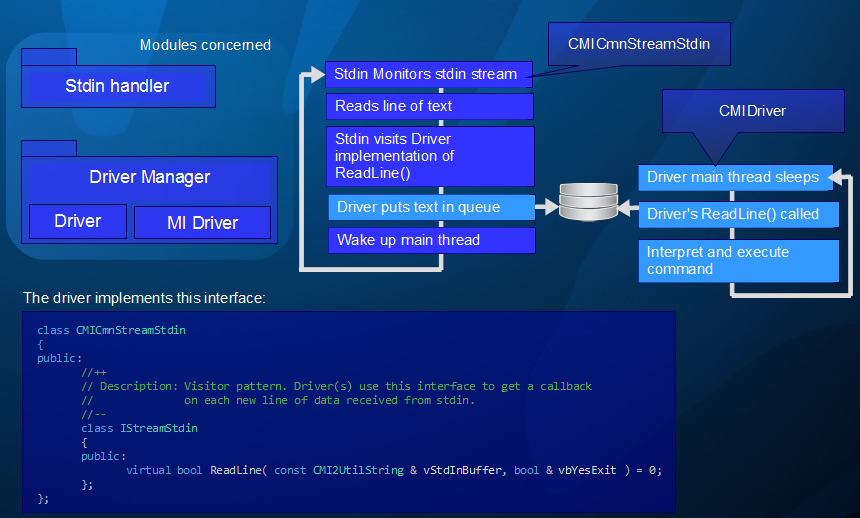 Modules concerned
Stdin handler
Driver Manager
Driver
MI Driver
CMICmnStreamStdin
Stdin Monitors stdin stream
Reads line of text
Stdin visits Driver
implementation of
ReadLine()
Driver puts text in queue
Wake up main thread
CMIDriver
Driver main thread sleeps
Driver's ReadLine() called
Interpret and execute
command
The driver implements this interface:
class CMICmnStreamStdin
{
public:
//++
// Description: Visitor pattern. Driver(s) use this interface to get a callback
// on each new line of data received from stdin.
//--
class IStreamStdin
{
public:
virtual bool ReadLine( const CMI2UtilString & vStdInBuffer, bool & vbYesExit ) = 0;
};
};